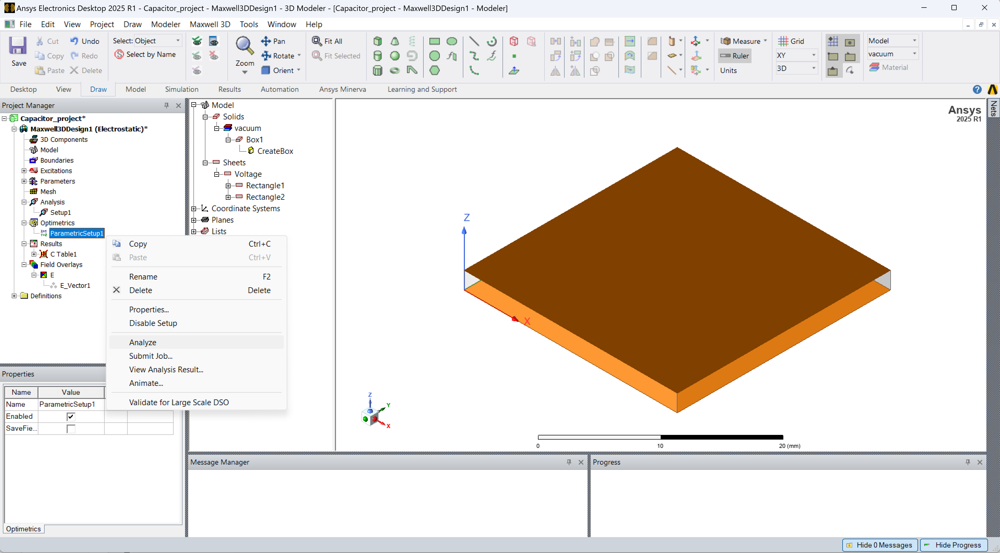 Ansys Electronics Desktop 2025 R1 - Capacitor_project - Maxwell3DDesign1 - 3D Modeler - [Capacitor_project - Maxwell3DDesign1 - Modeler]
File Edit View Project Draw Modeler Maxwell 3D Tools Window Help
Save
Cut
Copy
Paste
Undo
Redo
Delete
Select: Object
Select by Name
Zoom
Pan
Rotate
Orient
Fit All
Fit Selected
Measure
Ruler
Units
Grid
XY
3D
Model
vacuum
Material
Desktop View Draw Model Simulation Results Automation Ansys Minerva Learning and Support
Project Manager
Capacitor_project*
Maxwell3DDesign1 (Electrostatic)*
3D Components
Model
Boundaries
Excitations
Parameters
Mesh
Analysis
Setup1
Optimetrics
ParametricSetup1
Results
C Table1
Field Overlays
E
E_Vector1
Definitions
Model
Solids
vacuum
Box1
CreateBox
Sheets
Voltage
Rectangle1
Rectangle2
Coordinate Systems
Planes
Lists
Copy Ctrl+C
Paste Ctrl+V
Rename F2
Delete Delete
Properties...
Disable Setup
Analyze
Submit Job...
View Analysis Result...
Animate...
Validate for Large Scale DSO
Properties
Name Value
Name ParametricSetup1
Enabled
SaveFie...
Optimetrics
Ansys
2025 R1
Nets
Z
X
Z
Y
X
0 10 20 (mm)
Message Manager
Progress
Hide 0 Messages
Hide Progress